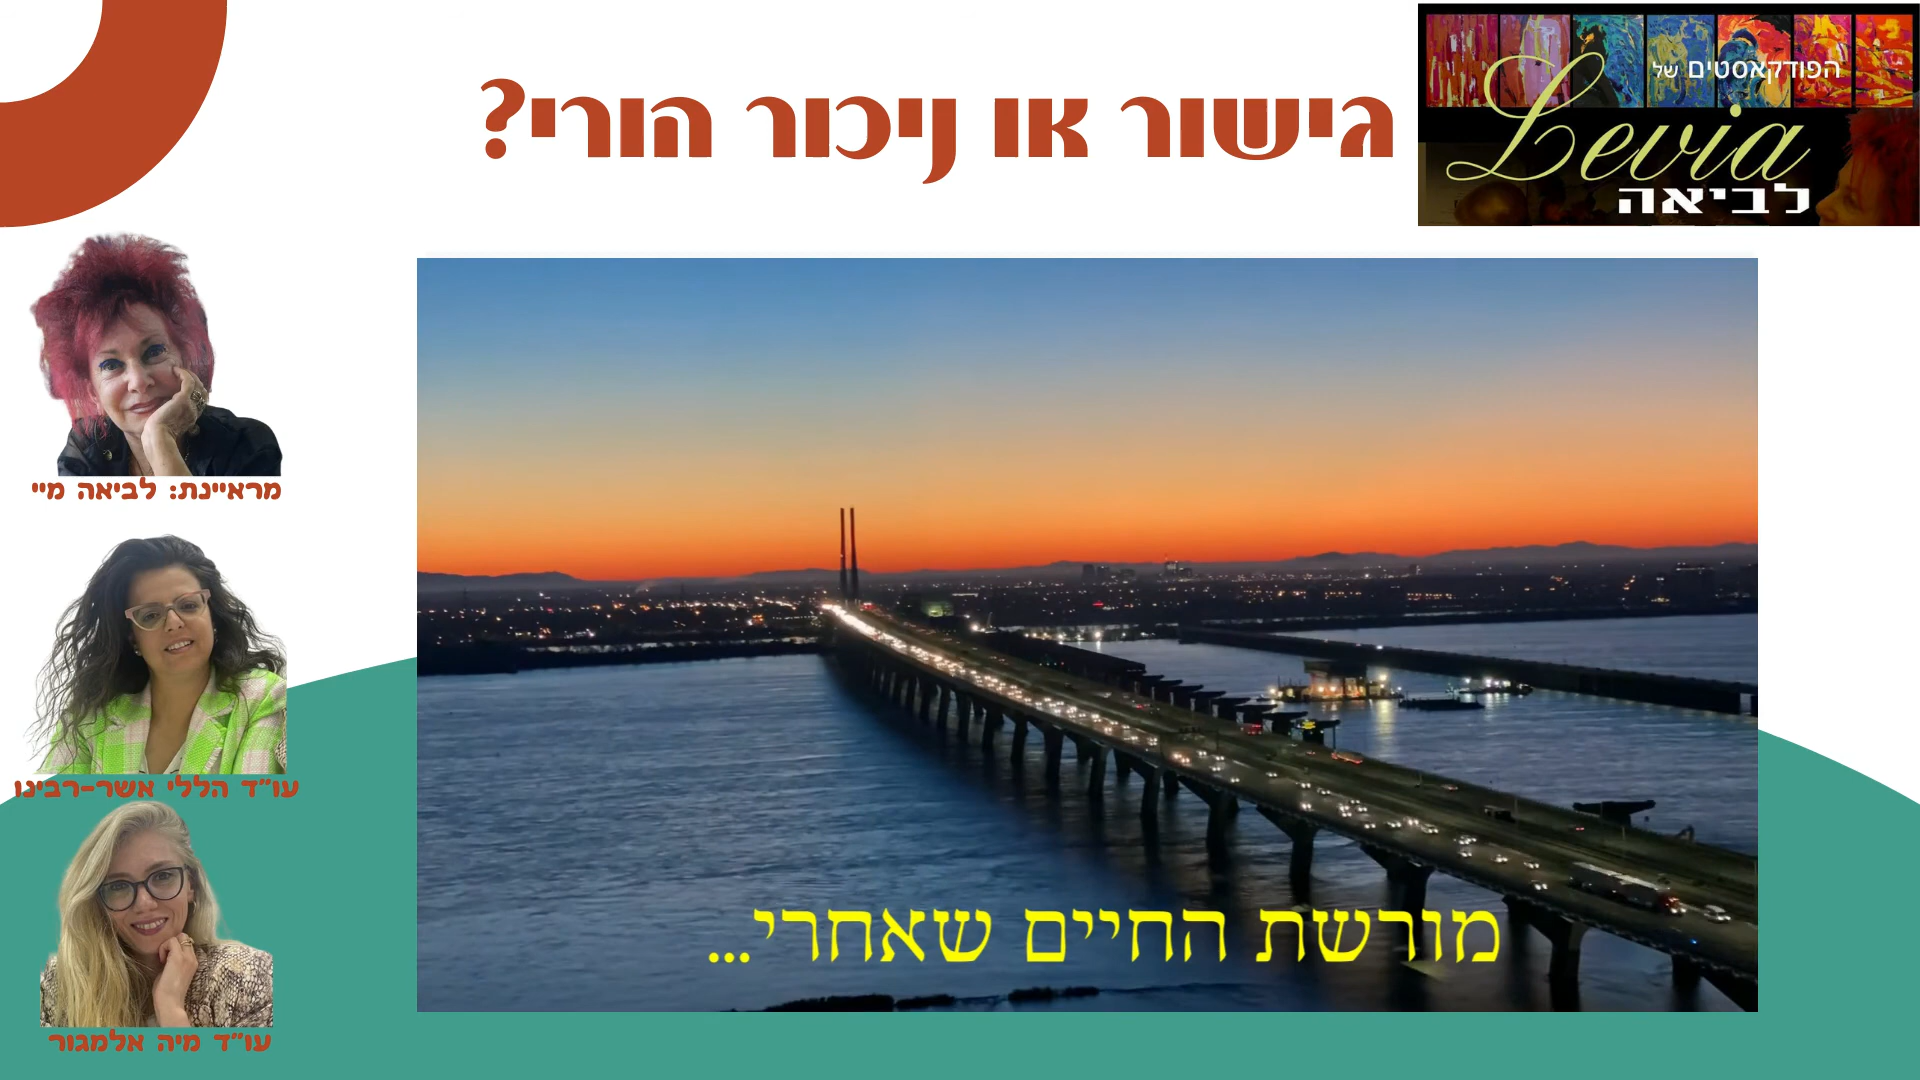 הפודקאסטים של
Levia
לביאה
גישור או ניכור הורי?
מראיינת: לביאה מיי
עו"ד הללי אשר-רבינו
עו"ד מיה אלמגור
מורשת החיים שאחרי...